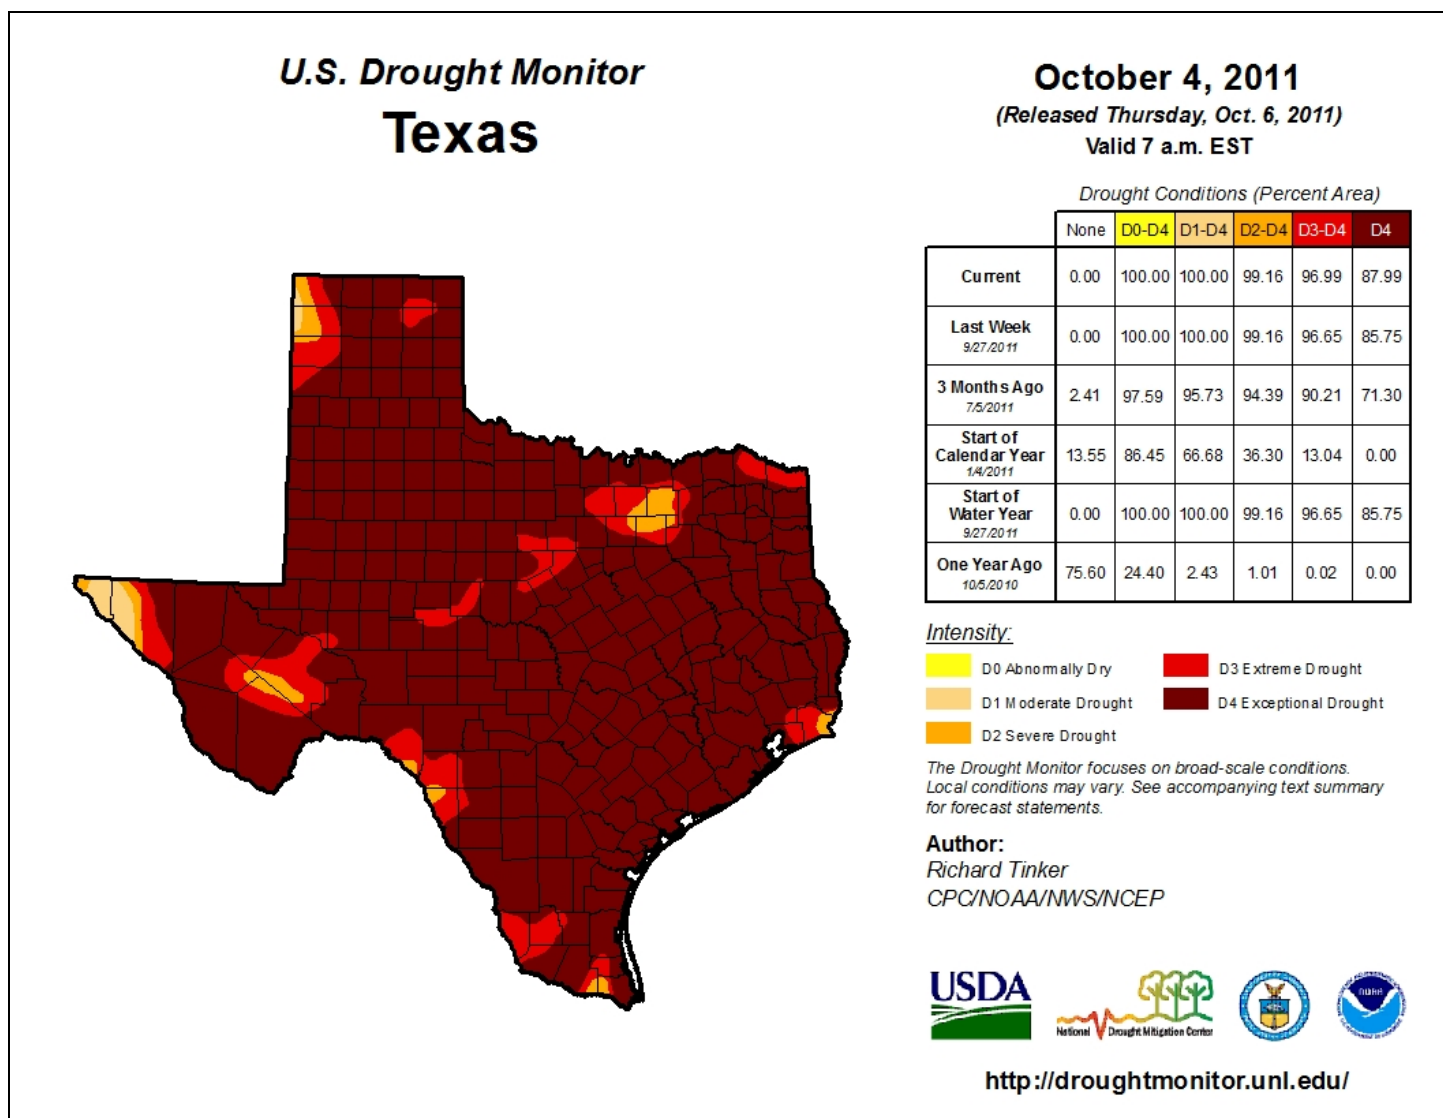 U.S. Drought Monitor
Texas
October 4, 2011
(Released Thursday, Oct. 6, 2011)
Valid 7 a.m. EST
Drought Conditions (Percent Area)
None D0-D4 D1-D4 D2-D4 D3-D4 D4
Current 0.00 100.00 100.00 99.16 96.99 87.99
Last Week
9/27/2011 0.00 100.00 100.00 99.16 96.65 85.75
3 Months Ago
7/5/2011 2.41 97.59 95.73 94.39 90.21 71.30
Start of
Calendar Year
1/4/2011 13.55 86.45 66.68 36.30 13.04 0.00
Start of
Water Year
9/27/2011 0.00 100.00 100.00 99.16 96.65 85.75
One Year Ago
10/5/2010 75.60 24.40 2.43 1.01 0.02 0.00
Intensity:
D0 Abnormally Dry
D1 Moderate Drought
D2 Severe Drought
D3 Extreme Drought
D4 Exceptional Drought
The Drought Monitor focuses on broad-scale conditions.
Local conditions may vary. See accompanying text summary
for forecast statements.
Author:
Richard Tinker
CPC/NOAA/NWS/NCEP
USDA
National Drought Mitigation Center
NOAA
http://droughtmonitor.unl.edu/